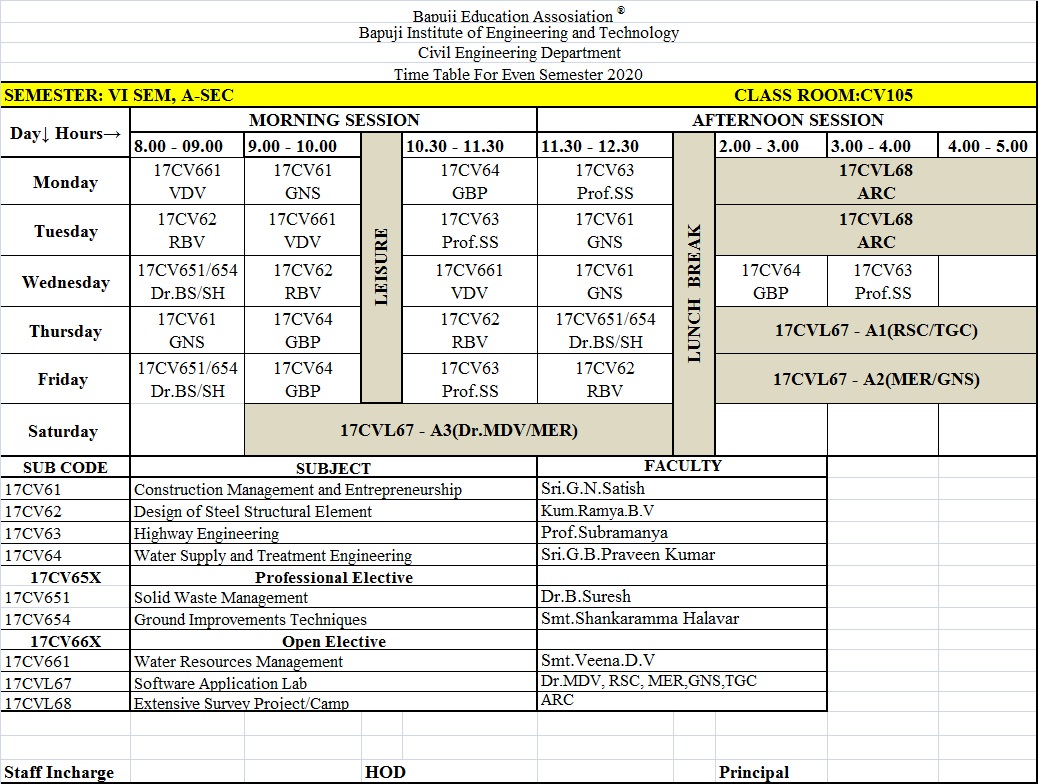 Bapuji Education Assosiation ®
Bapuji Institute of Engineering and Technology
Civil Engineering Department
Time Table For Even Semester 2020
SEMESTER: VI SEM, A-SEC CLASS ROOM:CV105
Day↓ Hours→ MORNING SESSION AFTERNOON SESSION
8.00 - 09.00 9.00 - 10.00 LEISURE 10.30 - 11.30 11.30 - 12.30 LUNCH BREAK 2.00 - 3.00 3.00 - 4.00 4.00 - 5.00
Monday
17CV661 17CV61 17CV64 17CV63 17CVL68
VDV GNS GBP Prof.SS ARC
Tuesday
17CV62 17CV661 17CV63 17CV61 17CVL68
RBV VDV Prof.SS GNS ARC
Wednesday
17CV651/654 17CV62 17CV661 17CV61 17CV64 17CV63
Dr.BS/SH RBV VDV GNS GBP Prof.SS
Thursday
17CV61 17CV64 17CV62 17CV651/654 17CVL67 - A1(RSC/TGC)
GNS GBP RBV Dr.BS/SH
Friday
17CV651/654 17CV64 17CV63 17CV62 17CVL67 - A2(MER/GNS)
Dr.BS/SH GBP Prof.SS RBV
Saturday 17CVL67 - A3(Dr.MDV/MER)
SUB CODE SUBJECT FACULTY
17CV61 Construction Management and Entrepreneurship Sri.G.N.Satish
17CV62 Design of Steel Structural Element Kum.Ramya.B.V
17CV63 Highway Engineering Prof.Subramanya
17CV64 Water Supply and Treatment Engineering Sri.G.B.Praveen Kumar
17CV65X Professional Elective
17CV651 Solid Waste Management Dr.B.Suresh
17CV654 Ground Improvements Techniques Smt.Shankaramma Halavar
17CV66X Open Elective
17CV661 Water Resources Management Smt.Veena.D.V
17CVL67 Software Application Lab Dr.MDV, RSC, MER,GNS,TGC
17CVL68 Extensive Survey Project/Camp ARC
Staff Incharge HOD Principal